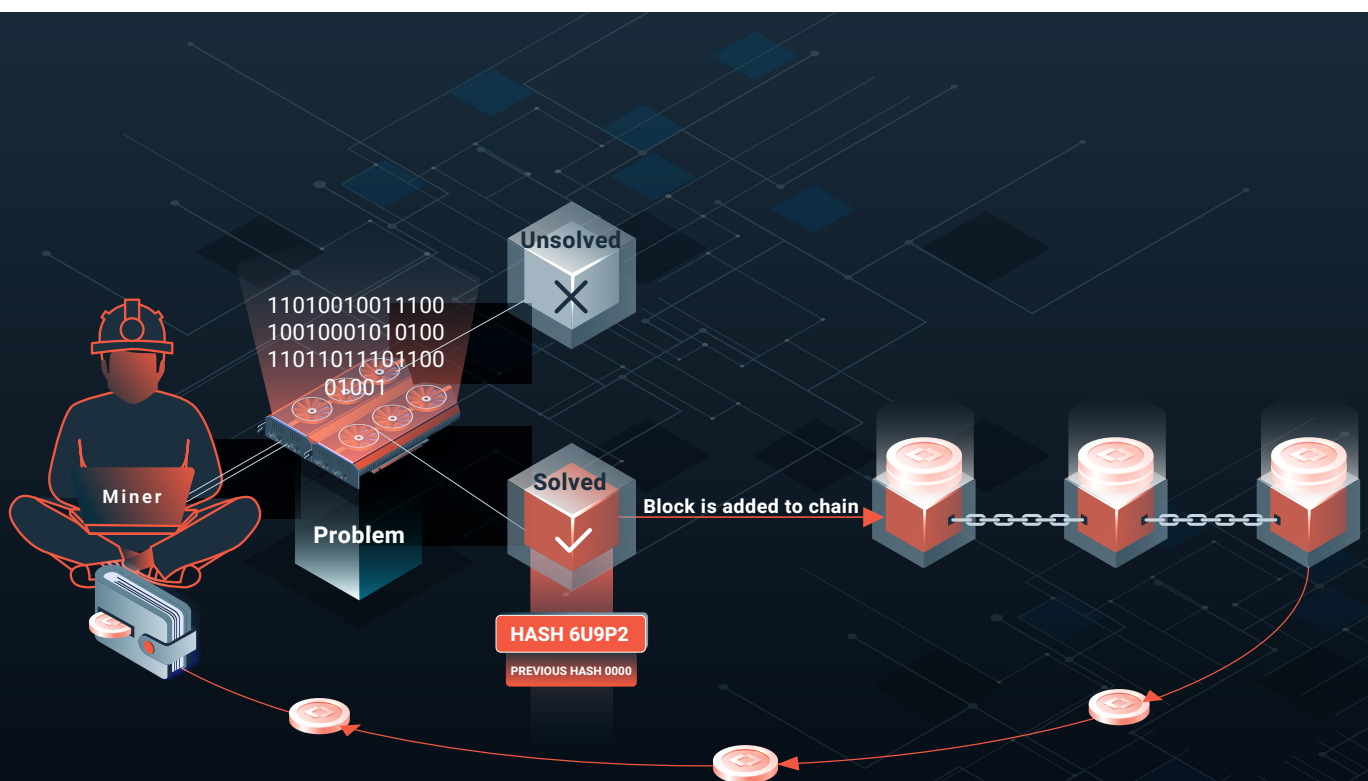 Unsolved
11010010011100
10010001010100
11011011101100
01001
Miner
Problem
Solved
Block is added to chain
HASH 6U9P2
PREVIOUS HASH 0000